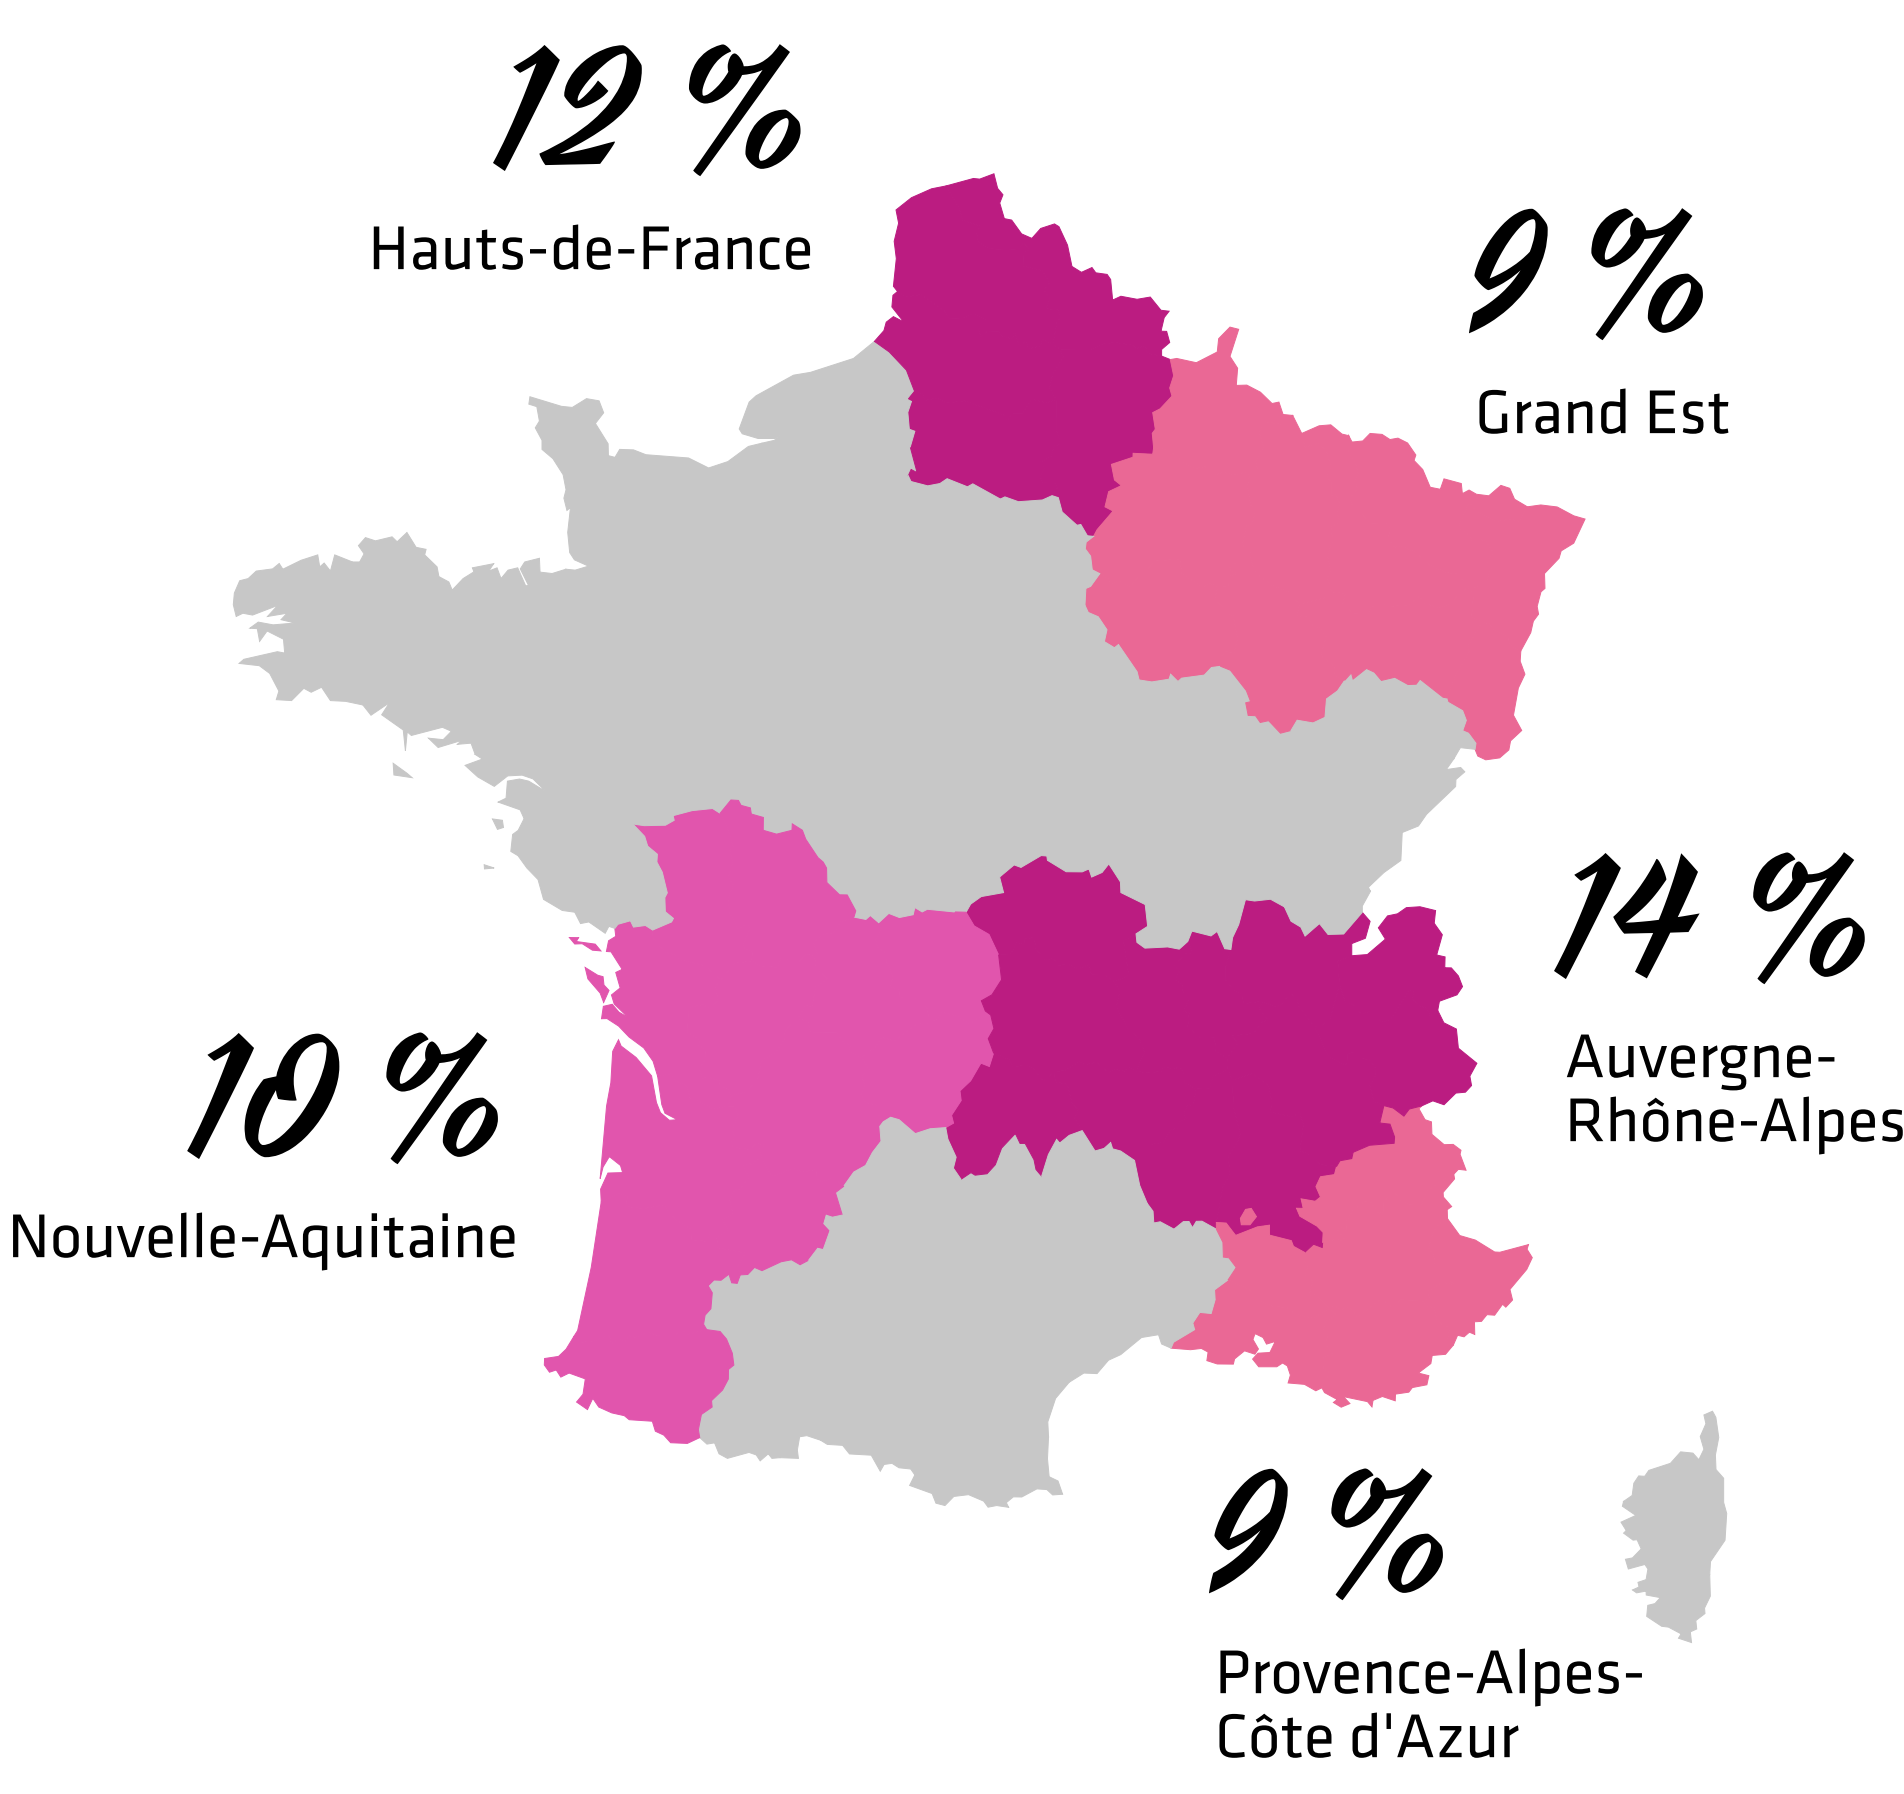 12 %
Hauts-de-France
9 %
Grand Est
14 %
Auvergne-
Rhône-Alpes
10 %
Nouvelle-Aquitaine
9 %
Provence-Alpes-
Côte d'Azur